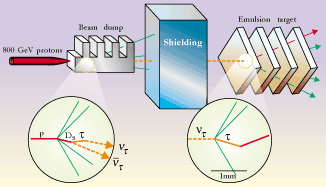 Beam dump
Emulsion target
800 GeV protons
Shielding
P
Ds
τ
ντ
ν̅τ
ντ
τ
1mm